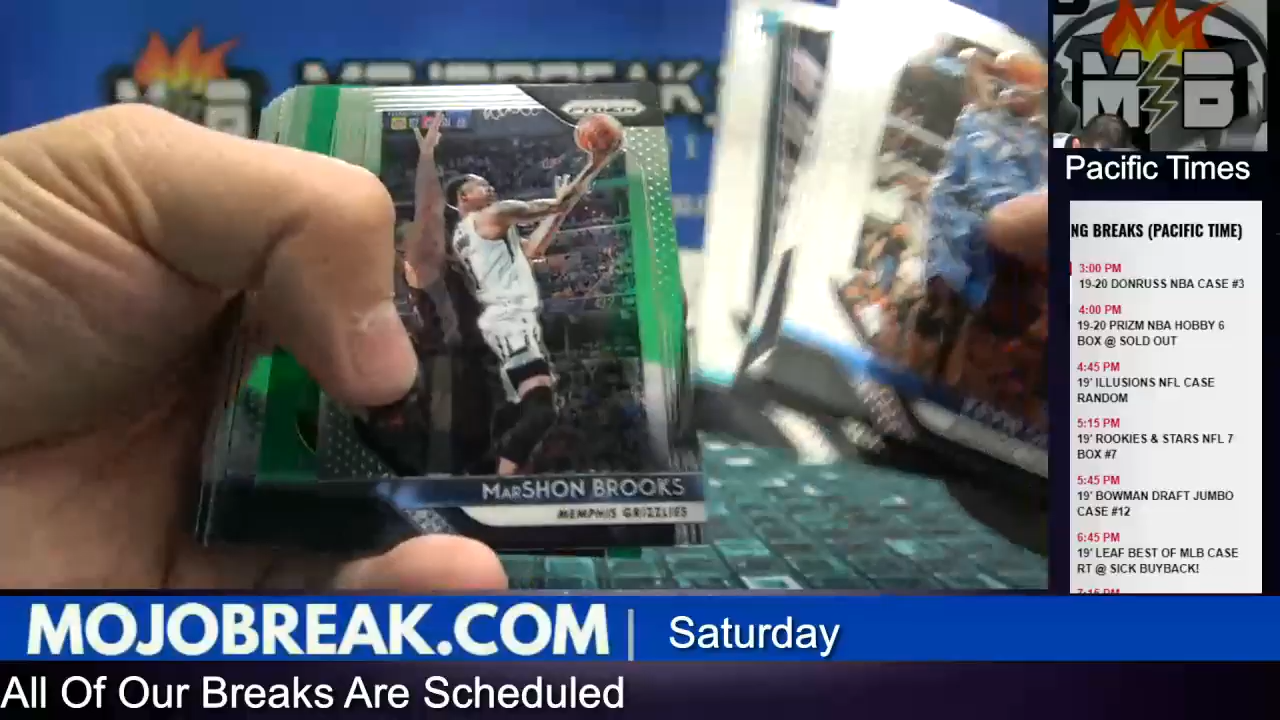 MOJOBREAK
M B
PRIZM
MarSHON BROOKS
MEMPHIS GRIZZLIES
M B
Pacific Times
NG BREAKS (PACIFIC TIME)
3:00 PM
19-20 DONRUSS NBA CASE #3
4:00 PM
19-20 PRIZM NBA HOBBY 6
BOX @ SOLD OUT
4:45 PM
19' ILLUSIONS NFL CASE
RANDOM
5:15 PM
19' ROOKIES & STARS NFL 7
BOX #7
5:45 PM
19' BOWMAN DRAFT JUMBO
CASE #12
6:45 PM
19' LEAF BEST OF MLB CASE
RT @ SICK BUYBACK!
7:15 PM
MOJOBREAK.COM | Saturday
All Of Our Breaks Are Scheduled